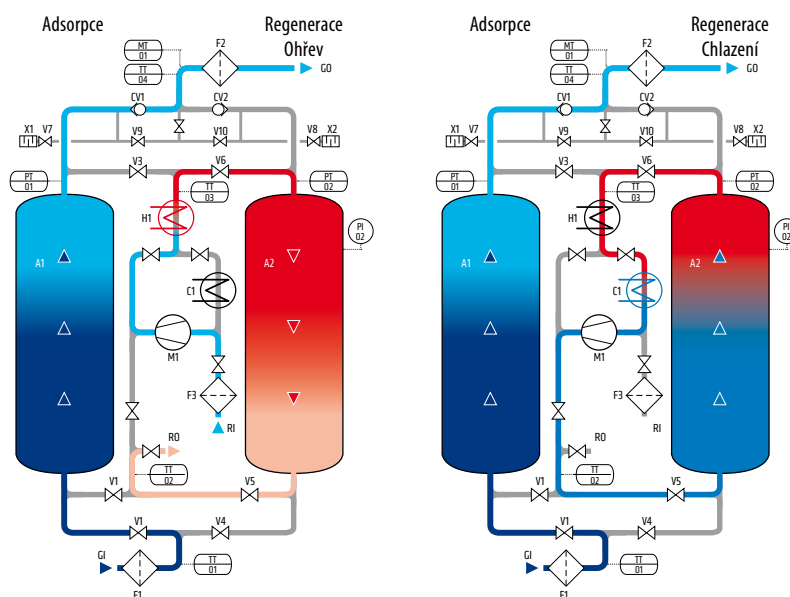 Adsorpce
Regenerace
Ohřev
MT
01
TT
04
F2
GO
CV1
CV2
X1
V7
V9
V10
V8
X2
V3
V6
PT
01
TT
03
PT
02
H1
PI
02
A1
A2
C1
M1
F3
RI
RO
TT
02
V1
V5
V1
V4
GI
TT
01
F1
Adsorpce
Regenerace
Chlazení
MT
01
TT
04
F2
GO
CV1
CV2
X1
V7
V9
V10
V8
X2
V3
V6
PT
01
TT
03
PT
02
H1
PI
02
A1
A2
C1
M1
F3
RI
RO
TT
02
V1
V5
V1
V4
GI
TT
01
F1